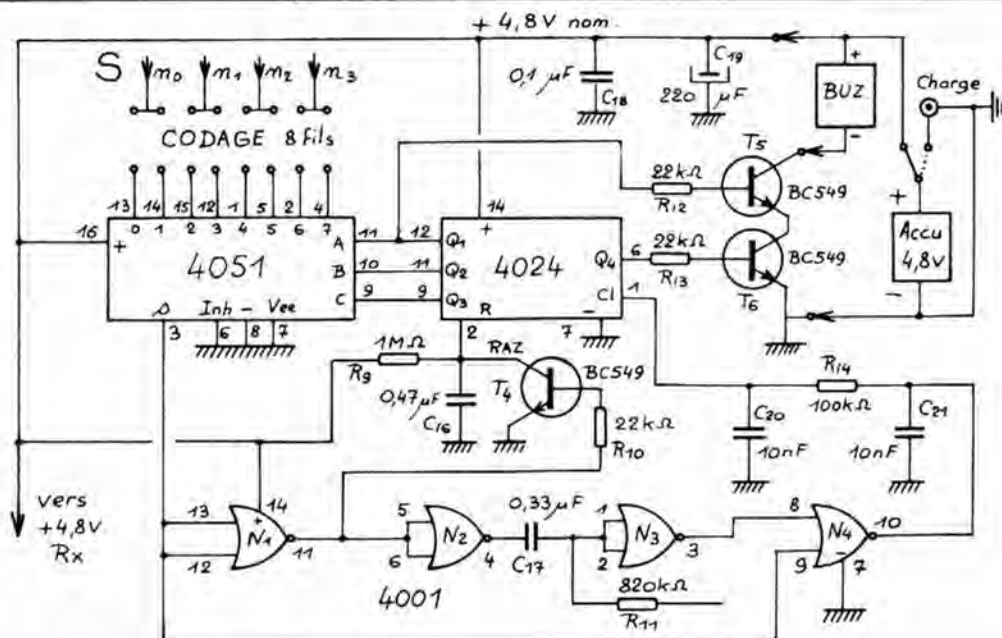 + 4,8V nom.
S
m0 m1 m2 m3
CODAGE 8 fils
0,1 µF
C18
C19
220 µF
BUZ
+
-
Charge
T5
BC549
22kΩ
R12
13 14 15 12 1 5 2 4
0 1 2 3 4 5 6 7
16
+
4051
A
B
C
11
10
9
12
11
9
14
+
Q1
Q2
Q3
4024
Q4
Cl
R
-
6
1
22kΩ
R13
BC549
T6
+
Accu
4,8V
-
s Inh - Vee
3 6 8 7
2
7
1MΩ
R9
RAZ
BC549
T4
0,47µF
C16
22kΩ
R10
R14
100kΩ
C20
10nF
C21
10nF
vers
+4,8V
Rx
13
12
14
+
N1
11
5
6
N2
4
0,33µF
C17
1
2
N3
3
8
9
N4
-
10
7
4001
820kΩ
R11